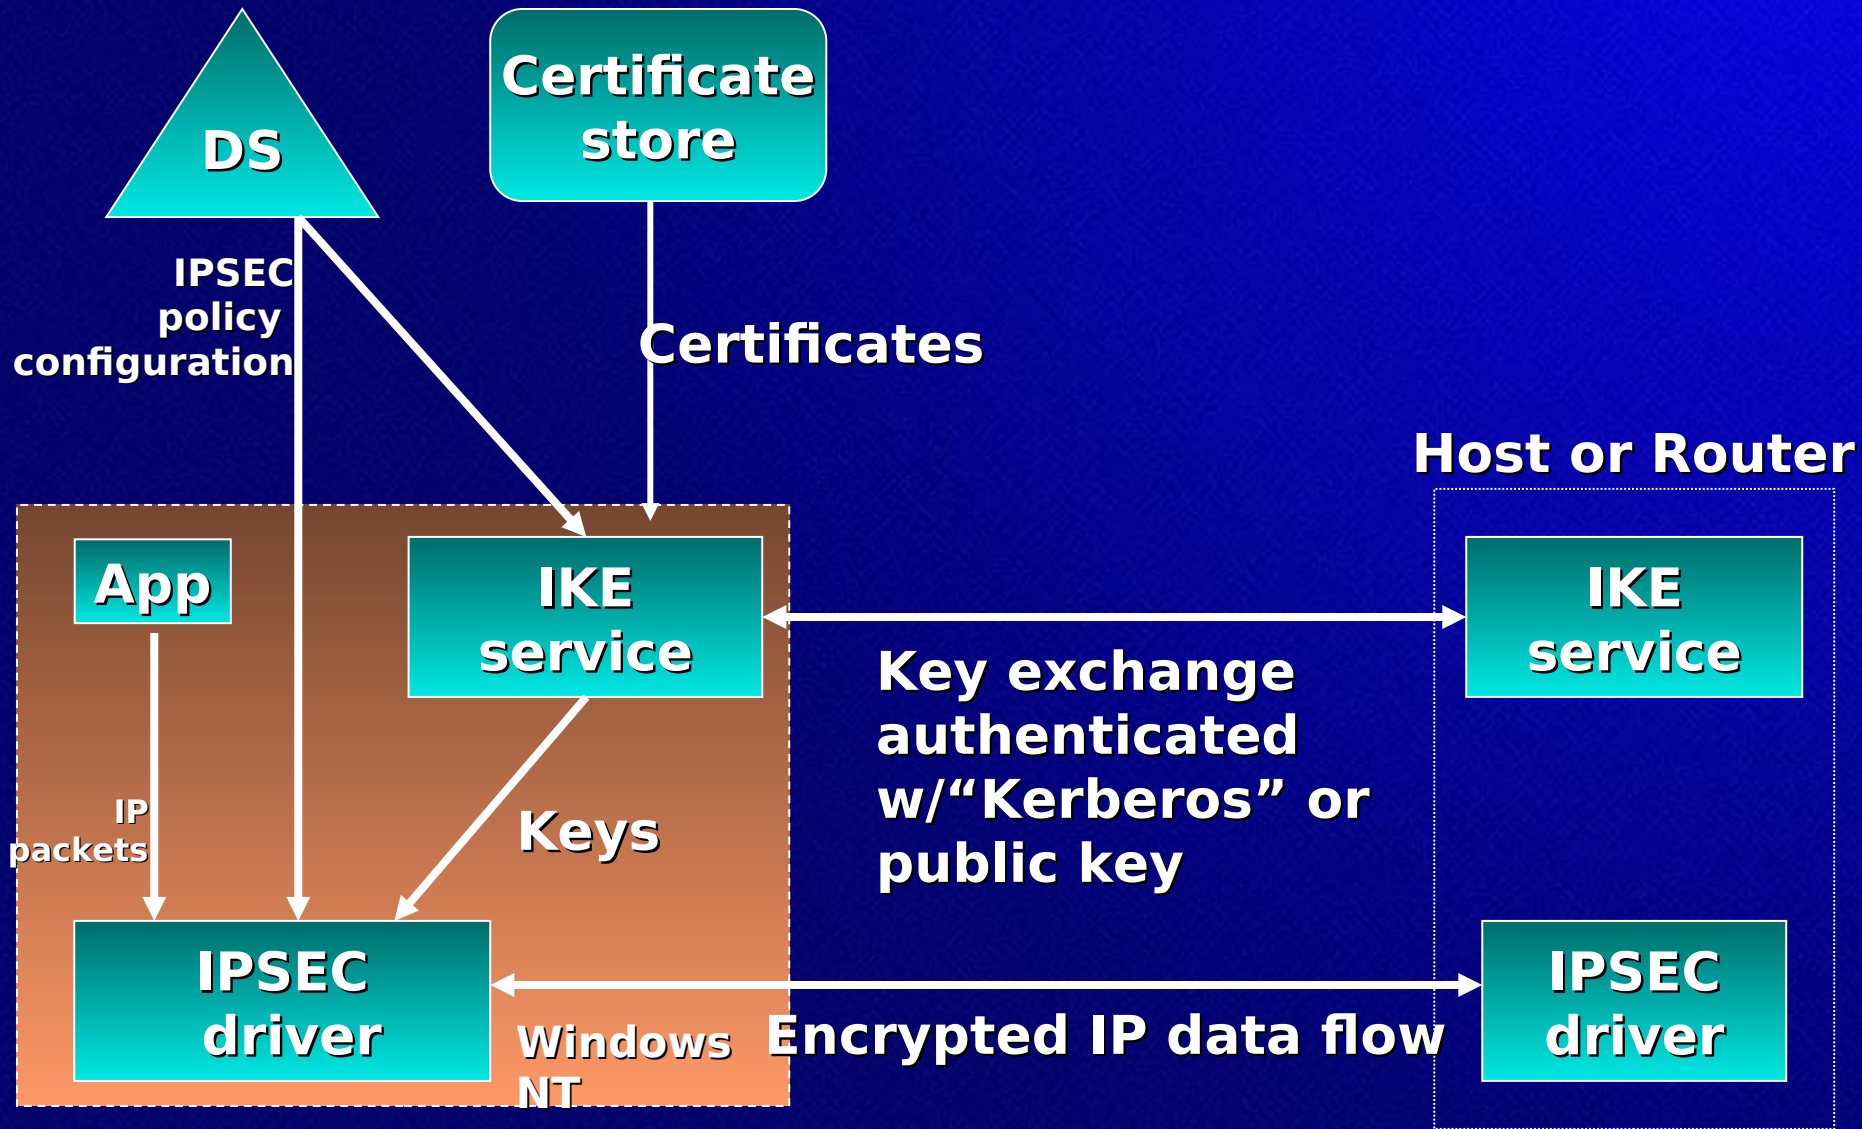 DS
Certificate
store
IPSEC
policy
configuration
Certificates
Host or Router
App
IKE
service
IKE
service
Key exchange
authenticated
w/“Kerberos” or
public key
IP
packets
Keys
IPSEC
driver
Windows
NT
Encrypted IP data flow
IPSEC
driver